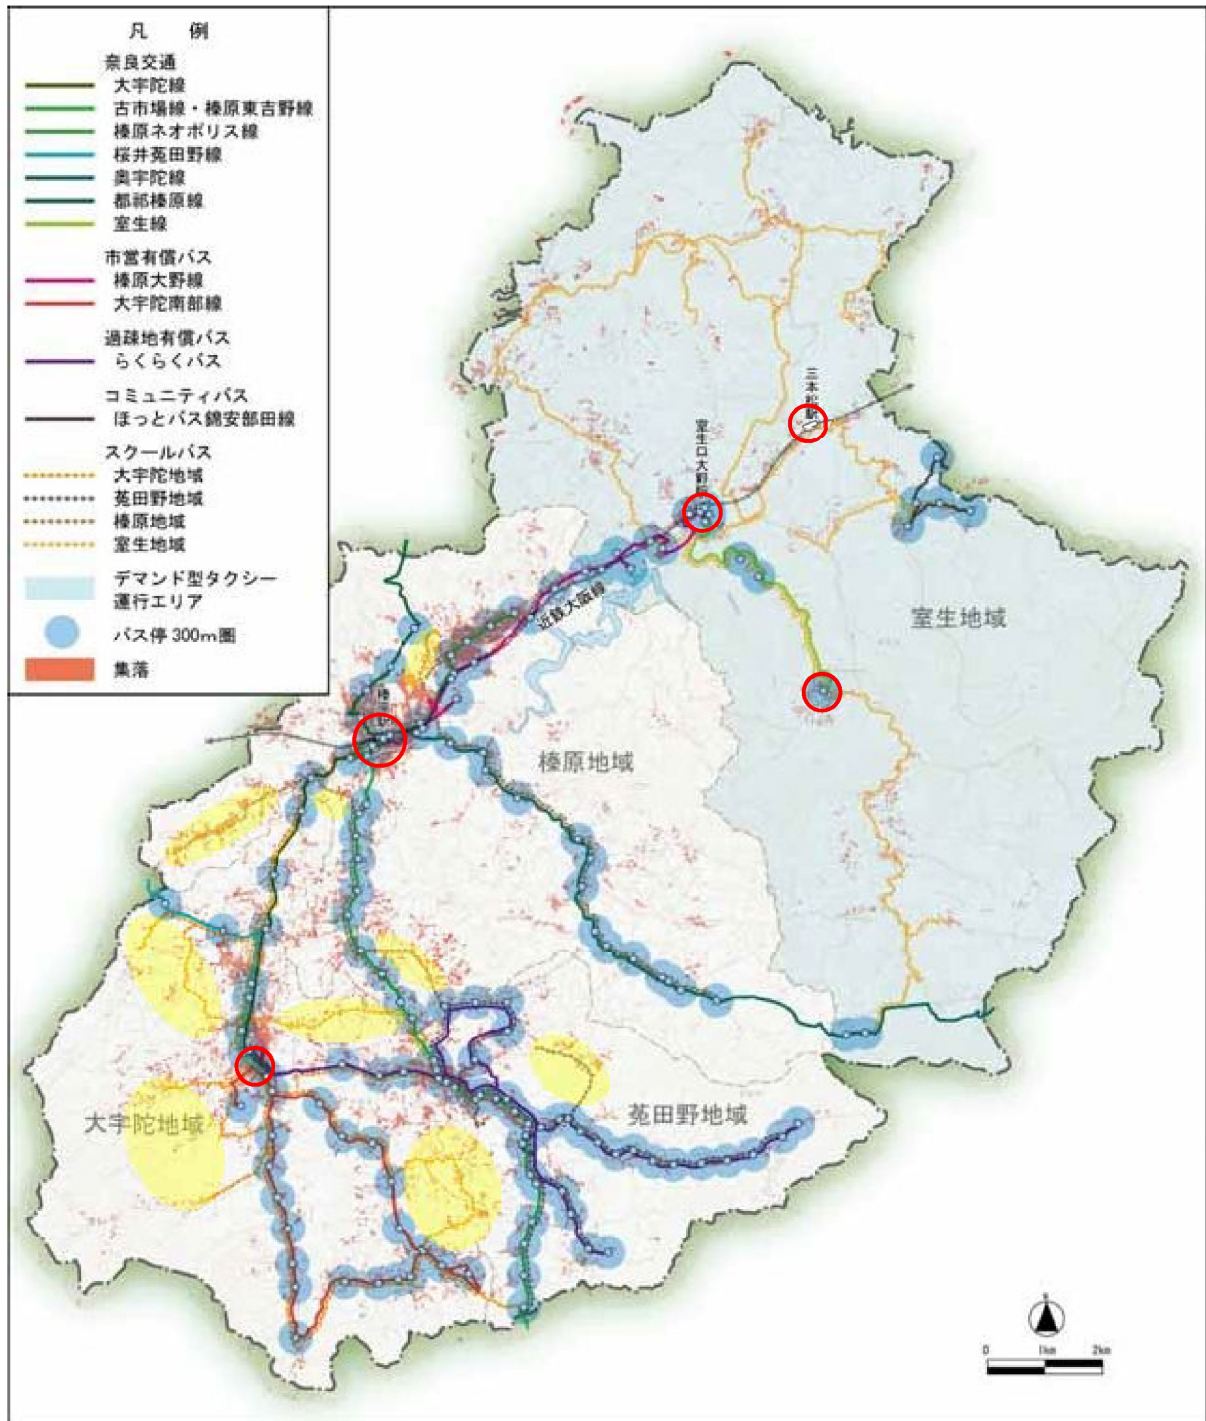 凡 例
奈良交通
大宇陀線
古市場線・榛原東吉野線
榛原ネオポリス線
桜井菟田野線
奥宇陀線
都祁榛原線
室生線
市営有償バス
榛原大野線
大宇陀南部線
過疎地有償バス
らくらくバス
コミュニティバス
ほっとバス錦安部田線
スクールバス
大宇陀地域
菟田野地域
榛原地域
室生地域
デマンド型タクシー
運行エリア
バス停300m圏
集落
三本松駅
室生口大野駅
近鉄大阪線
室生地域
榛原地域
大宇陀地域
菟田野地域
0 1km 2km